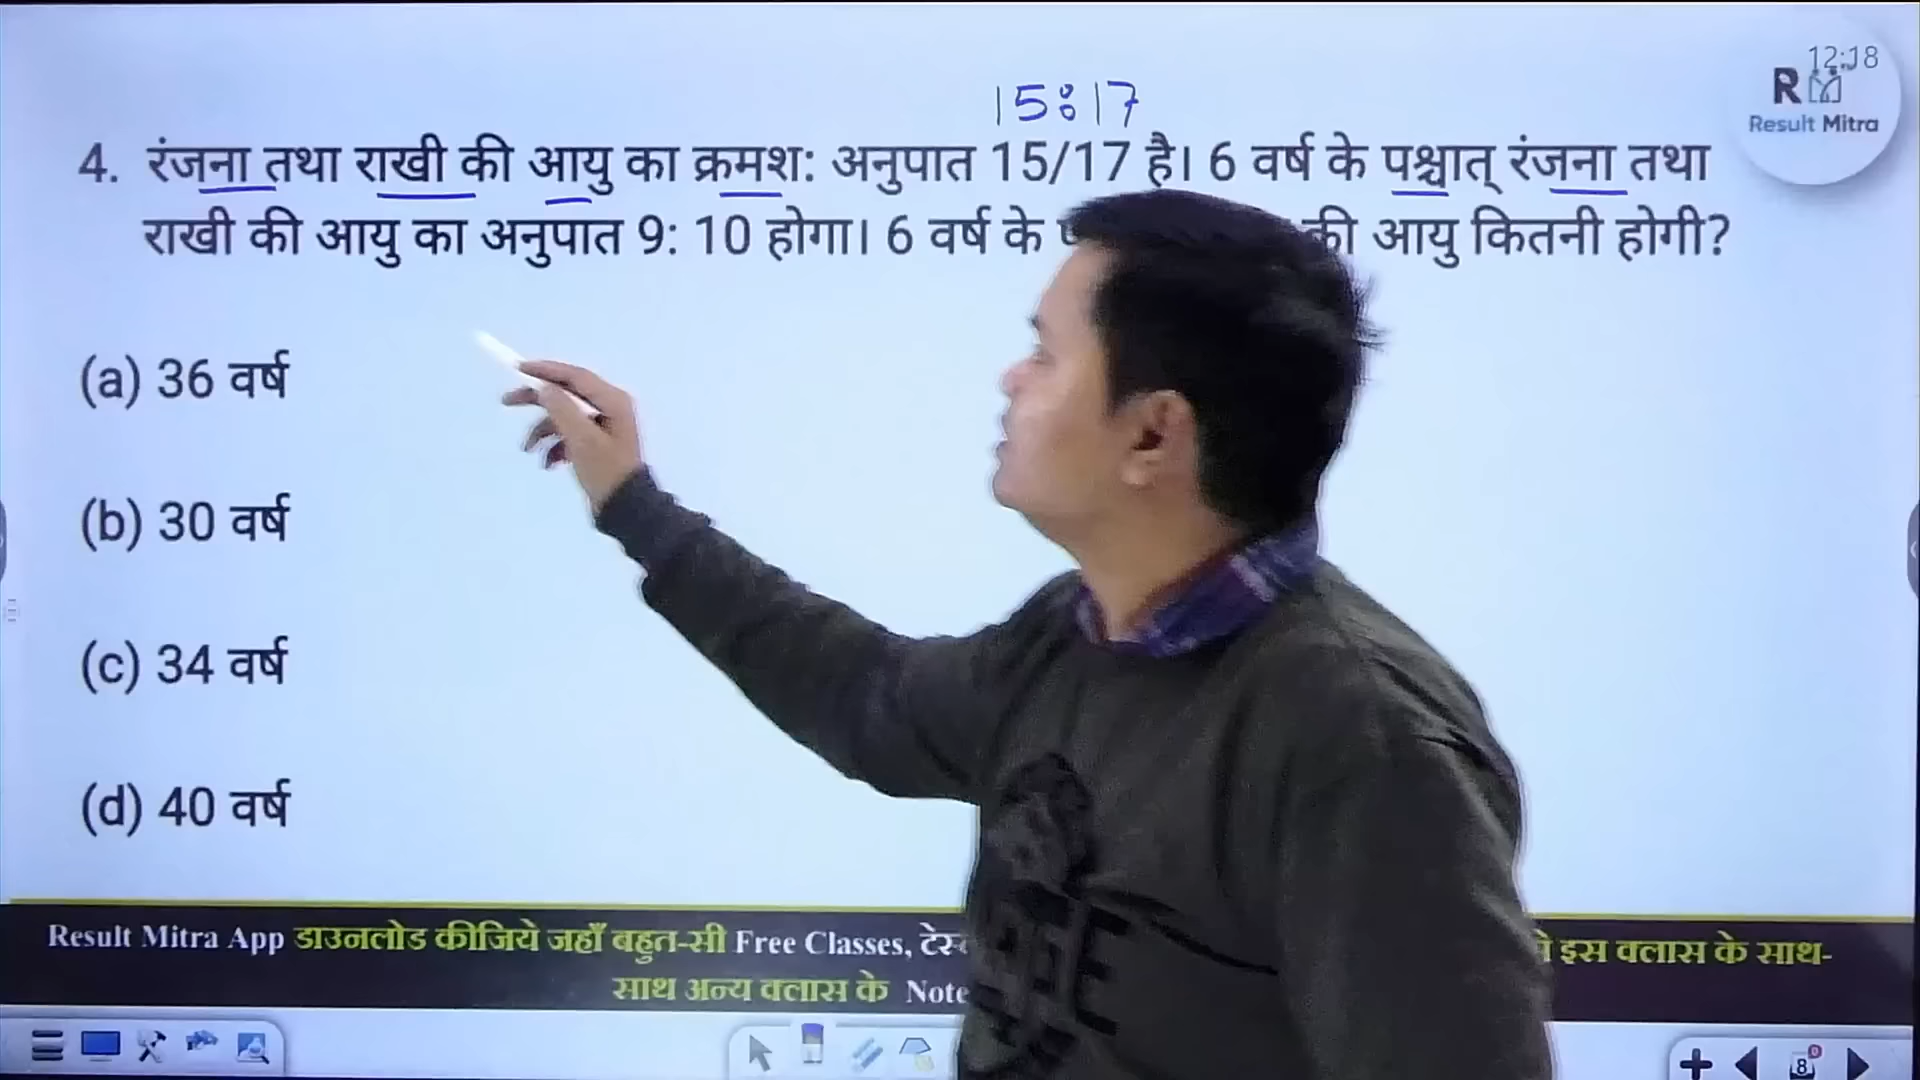 12:18
R
Result Mitra
15:17
4. रंजना तथा राखी की आयु का क्रमश: अनुपात 15/17 है। 6 वर्ष के पश्चात् रंजना तथा
राखी की आयु का अनुपात 9: 10 होगा। 6 वर्ष के की आयु कितनी होगी?
(a) 36 वर्ष
(b) 30 वर्ष
(c) 34 वर्ष
(d) 40 वर्ष
Result Mitra App डाउनलोड कीजिये जहाँ बहुत-सी Free Classes, इस क्लास के साथ-
साथ अन्य क्लास के Note
8